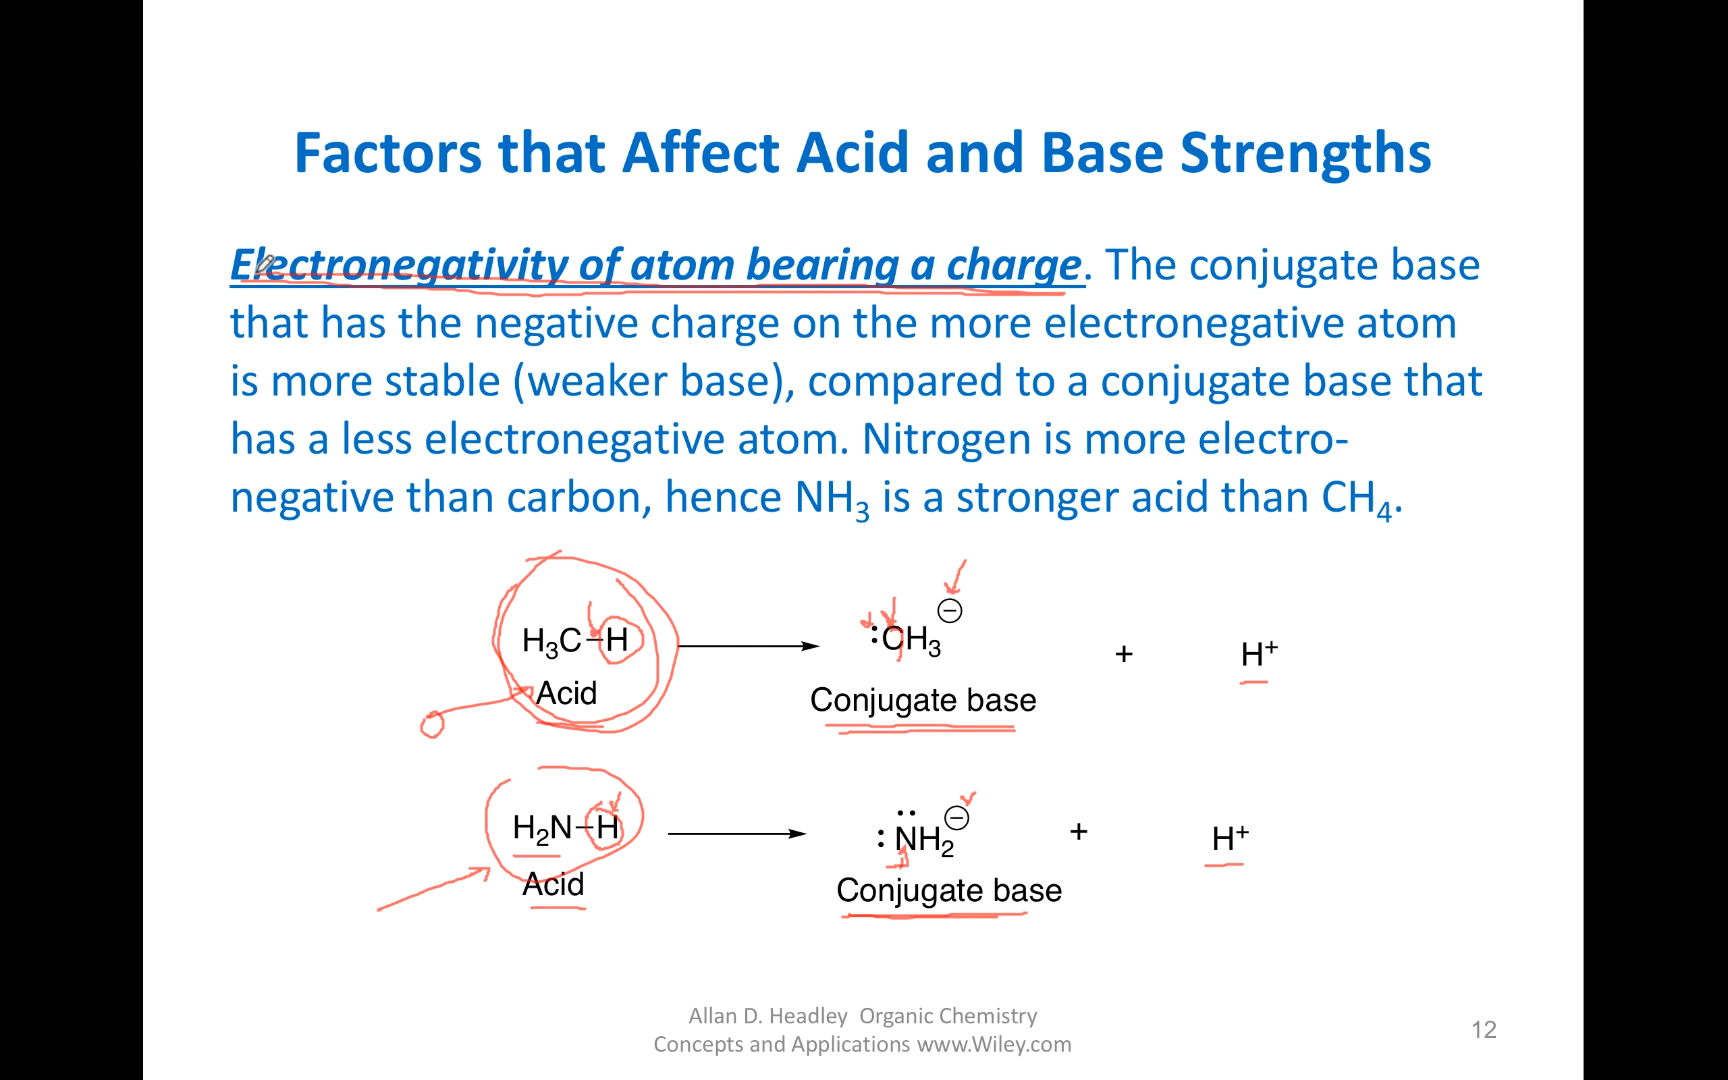 Factors that Affect Acid and Base Strengths
Electronegativity of atom bearing a charge. The conjugate base
that has the negative charge on the more electronegative atom
is more stable (weaker base), compared to a conjugate base that
has a less electronegative atom. Nitrogen is more electro-
negative than carbon, hence NH₃ is a stronger acid than CH₄.
H₃C–H → :CH₃ ⊖ + H⁺
Acid Conjugate base
H₂N–H → :N̈H₂ ⊖ + H⁺
Acid Conjugate base
Allan D. Headley Organic Chemistry
Concepts and Applications www.Wiley.com
12